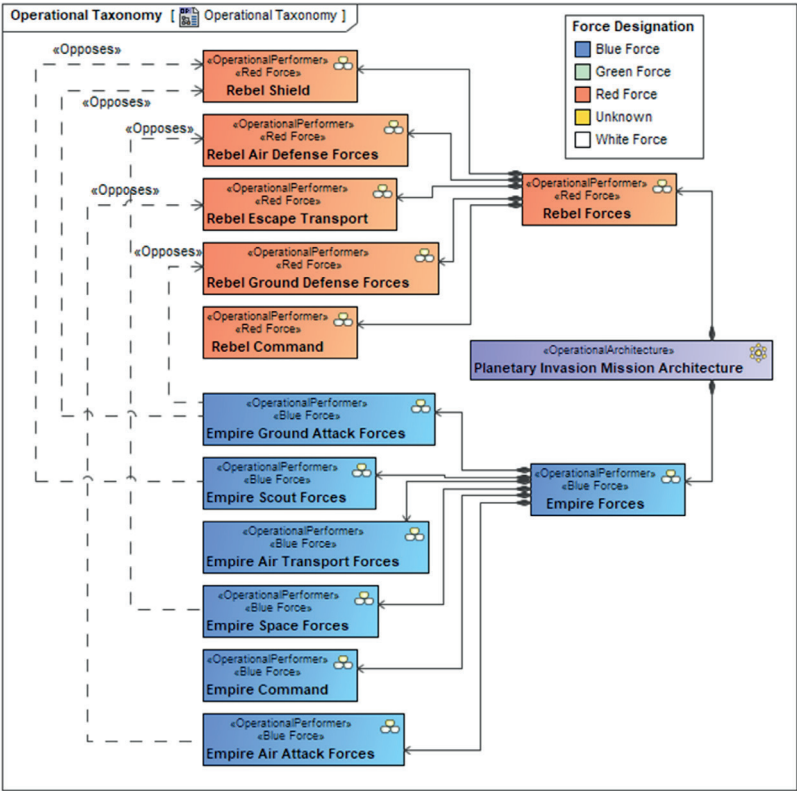 Operational Taxonomy [ Operational Taxonomy ]
Force Designation
Blue Force
Green Force
Red Force
Unknown
White Force
«Opposes»
«Opposes»
«Opposes»
«Opposes»
«Opposes»
«OperationalPerformer»
«Red Force»
Rebel Shield
«OperationalPerformer»
«Red Force»
Rebel Air Defense Forces
«OperationalPerformer»
«Red Force»
Rebel Escape Transport
«OperationalPerformer»
«Red Force»
Rebel Ground Defense Forces
«OperationalPerformer»
«Red Force»
Rebel Command
«OperationalPerformer»
«Red Force»
Rebel Forces
«OperationalArchitecture»
Planetary Invasion Mission Architecture
«OperationalPerformer»
«Blue Force»
Empire Ground Attack Forces
«OperationalPerformer»
«Blue Force»
Empire Scout Forces
«OperationalPerformer»
«Blue Force»
Empire Air Transport Forces
«OperationalPerformer»
«Blue Force»
Empire Space Forces
«OperationalPerformer»
«Blue Force»
Empire Command
«OperationalPerformer»
«Blue Force»
Empire Air Attack Forces
«OperationalPerformer»
«Blue Force»
Empire Forces